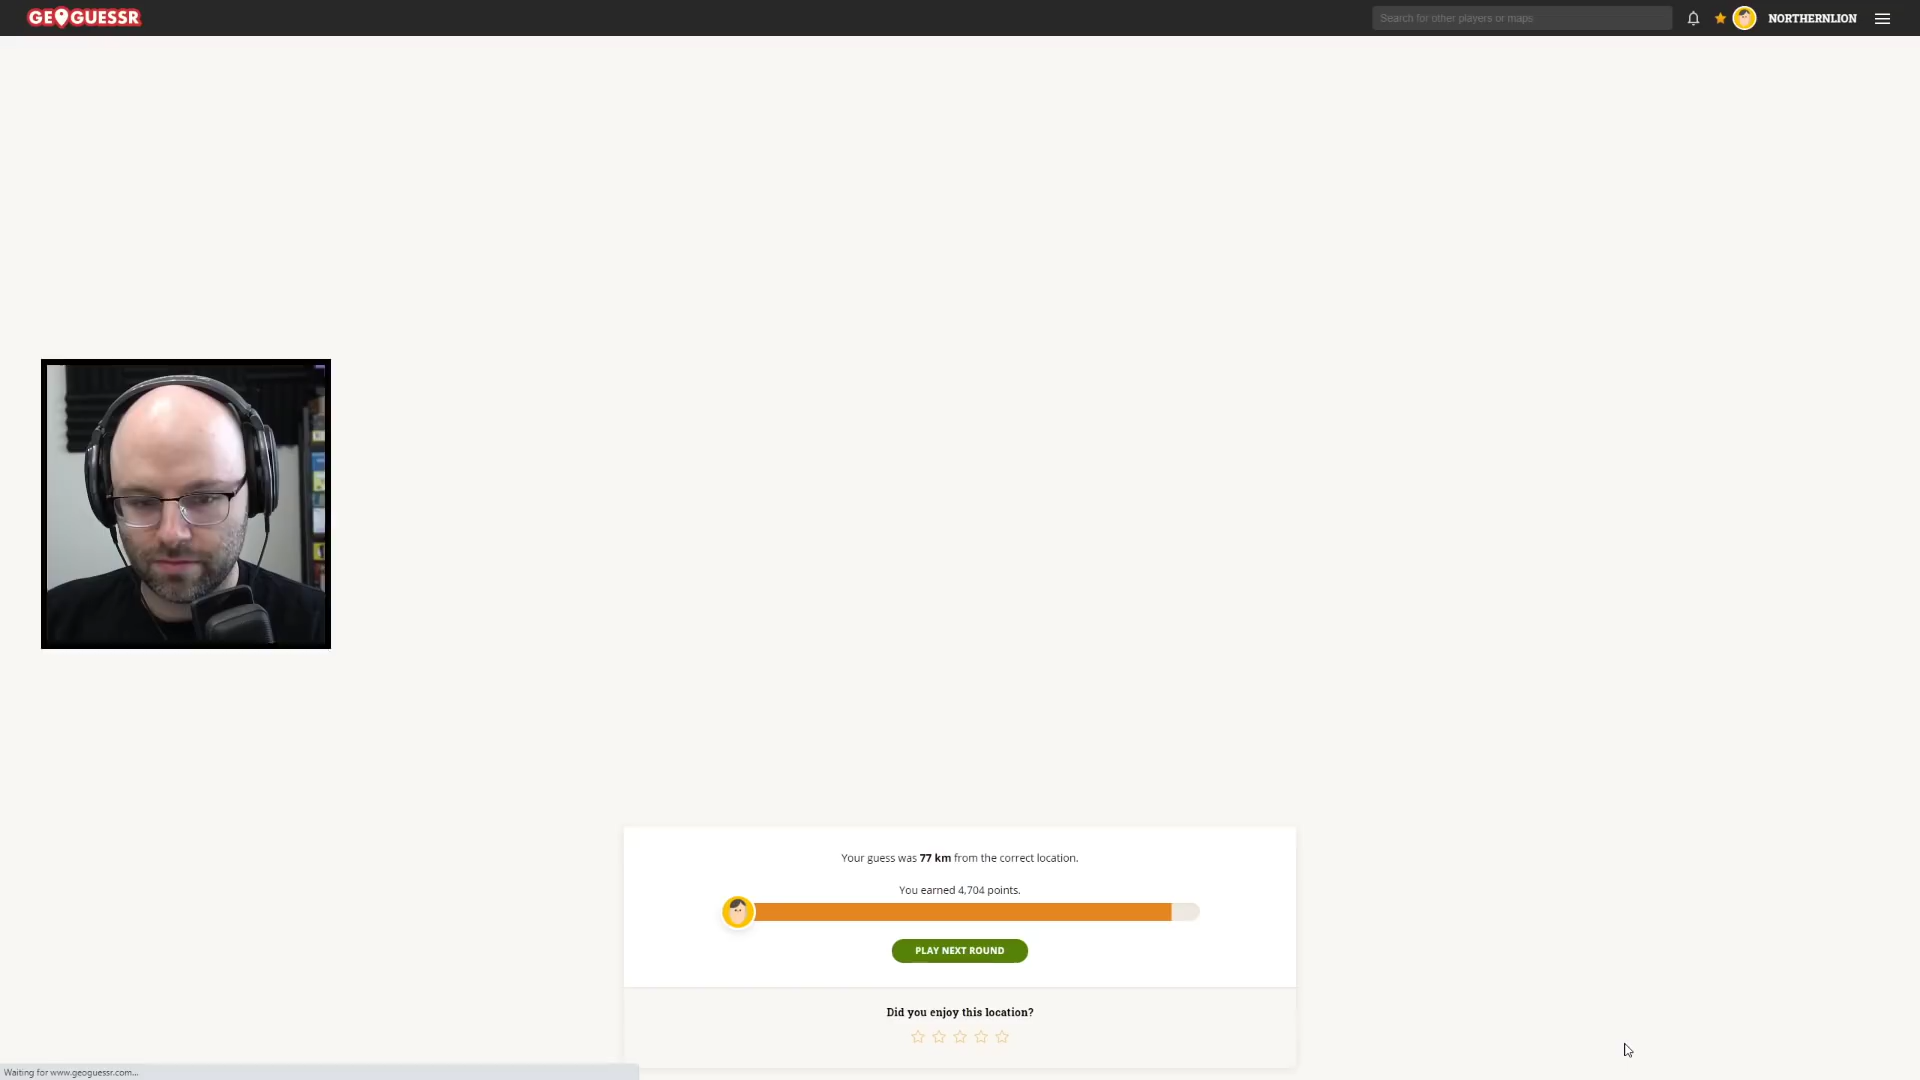 GEOGUESSR
Search for other players or maps
NORTHERNLION
Your guess was 77 km from the correct location.
You earned 4,704 points.
PLAY NEXT ROUND
Did you enjoy this location?
Waiting for www.geoguessr.com...